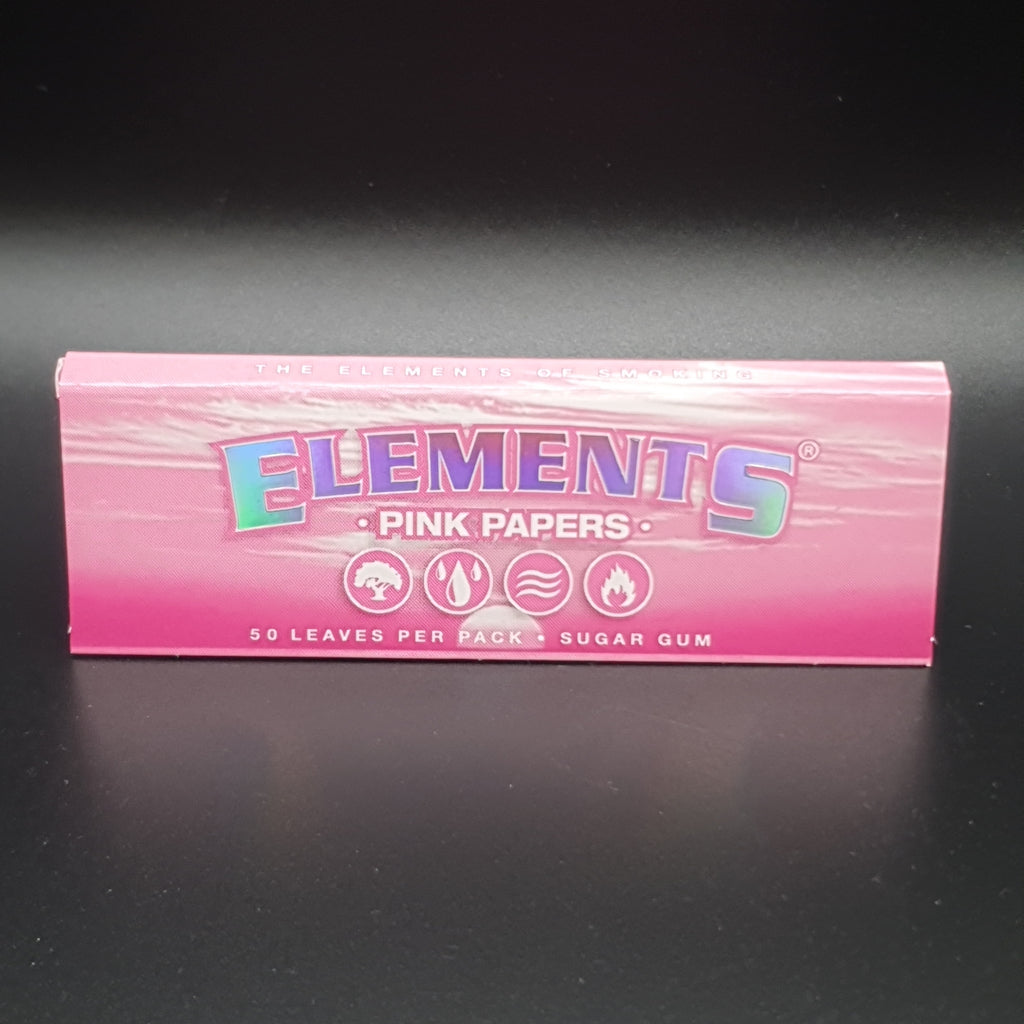 THE ELEMENTS OF SMOKING
ELEMENTS®
• PINK PAPERS •
50 LEAVES PER PACK • SUGAR GUM